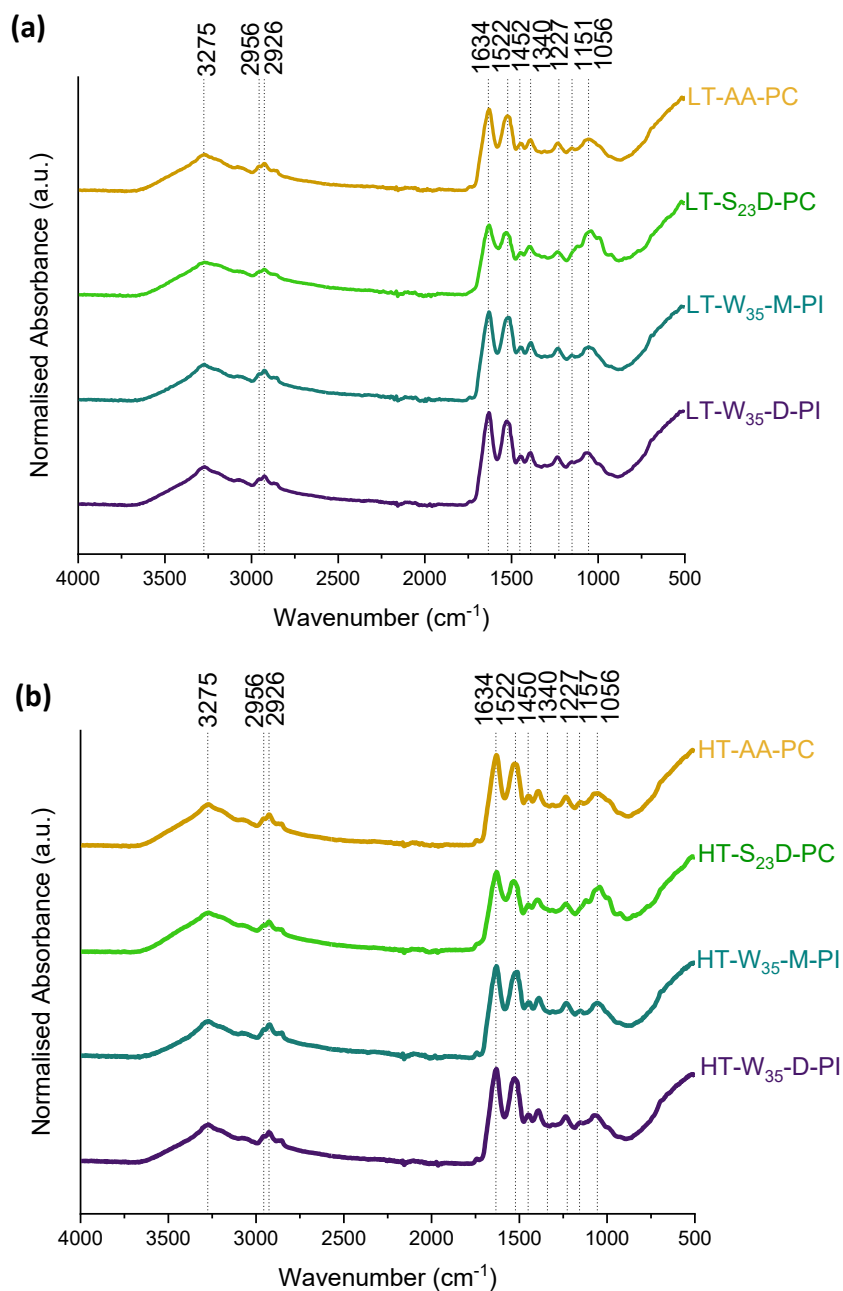 (a)
3275
2956
2926
1634
1522
1452
1340
1227
1151
1056
LT-AA-PC
LT-S₂₃D-PC
LT-W₃₅-M-PI
LT-W₃₅-D-PI
Normalised Absorbance (a.u.)
4000 3500 3000 2500 2000 1500 1000 500
Wavenumber (cm⁻¹)
(b)
3275
2956
2926
1634
1522
1450
1340
1227
1157
1056
HT-AA-PC
HT-S₂₃D-PC
HT-W₃₅-M-PI
HT-W₃₅-D-PI
Normalised Absorbance (a.u.)
4000 3500 3000 2500 2000 1500 1000 500
Wavenumber (cm⁻¹)